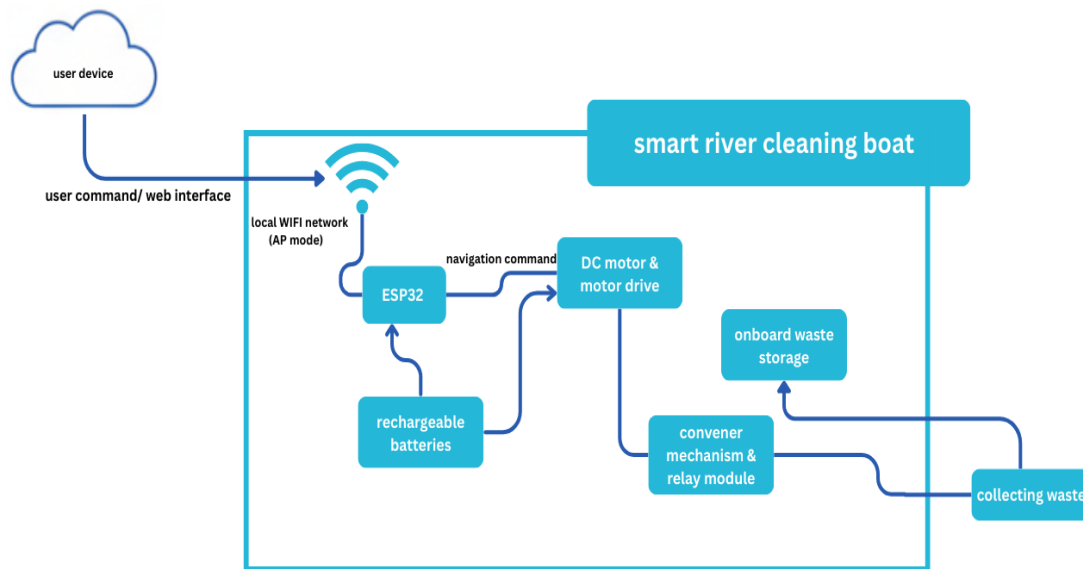 user device
smart river cleaning boat
user command/ web interface
local WIFI network
(AP mode)
navigation command
DC motor &
motor drive
ESP32
onboard waste
storage
rechargeable
batteries
convener
mechanism &
relay module
collecting waste